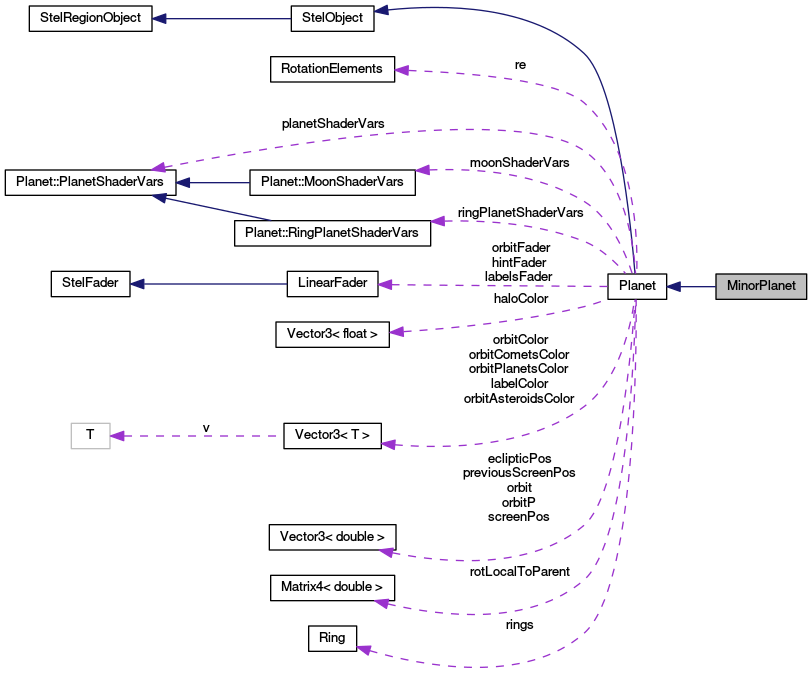 StelRegionObject
StelObject
RotationElements
re
planetShaderVars
Planet::PlanetShaderVars
Planet::MoonShaderVars
moonShaderVars
Planet::RingPlanetShaderVars
ringPlanetShaderVars
StelFader
LinearFader
orbitFader
hintFader
labelsFader
Planet
MinorPlanet
Vector3< float >
haloColor
orbitColor
orbitCometsColor
orbitPlanetsColor
labelColor
orbitAsteroidsColor
T
v
Vector3< T >
eclipticPos
previousScreenPos
orbit
orbitP
screenPos
Vector3< double >
Matrix4< double >
rotLocalToParent
Ring
rings